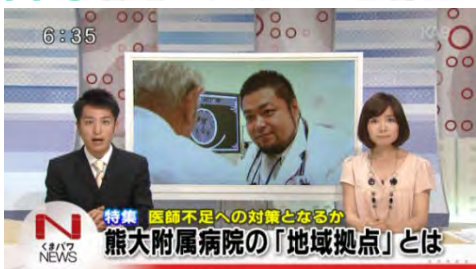 6:35
KAB
特集 医師不足への対策となるか
熊大附属病院の「地域拠点」とは
N
くまパワ
NEWS